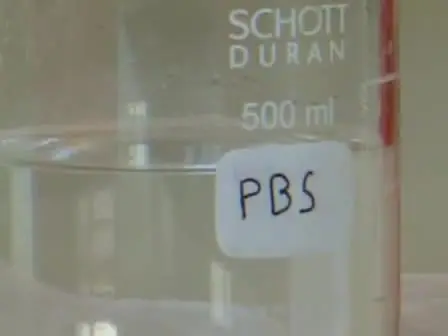 SCHOTT
DURAN
500 ml
PBS